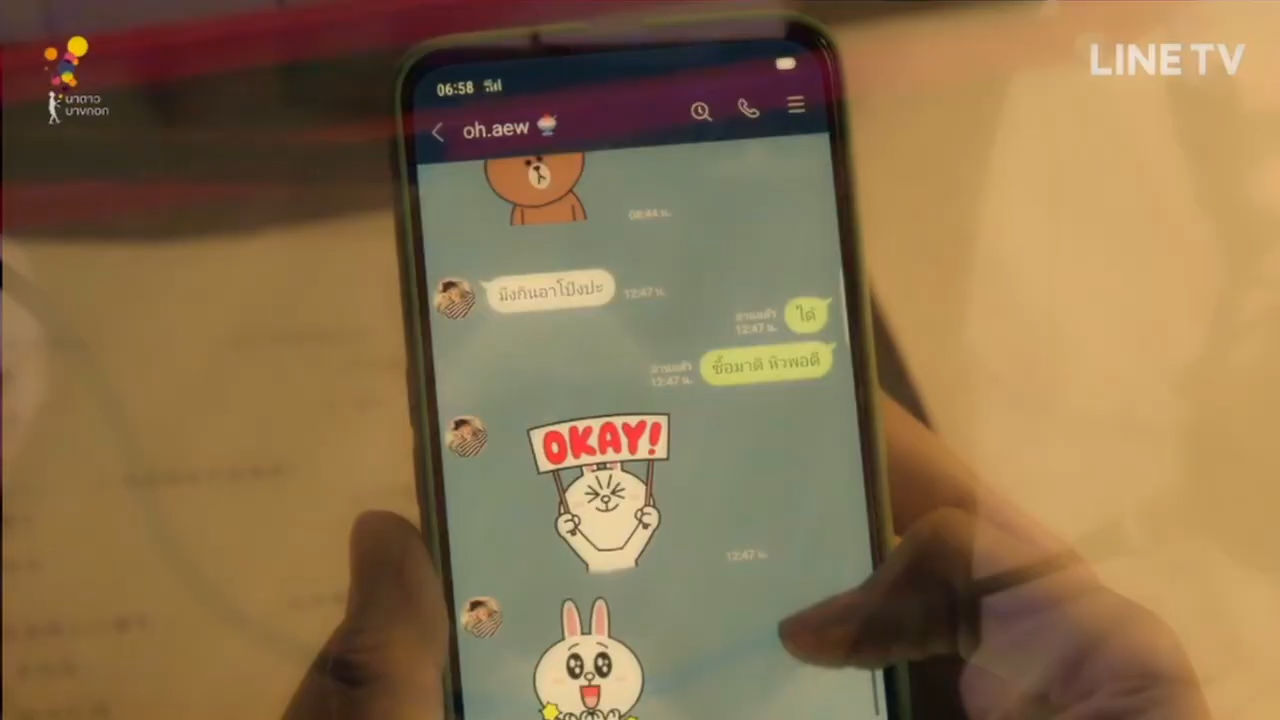 นาดาว
บางกอก
LINE TV
06:58
oh.aew
08:44 น.
มึงกินอาโป้งปะ
12:47 น.
อ่านแล้ว
12:47 น.
ได้
อ่านแล้ว
12:47 น.
ซื้อมาดิ หิวพอดี
OKAY!
12:47 น.